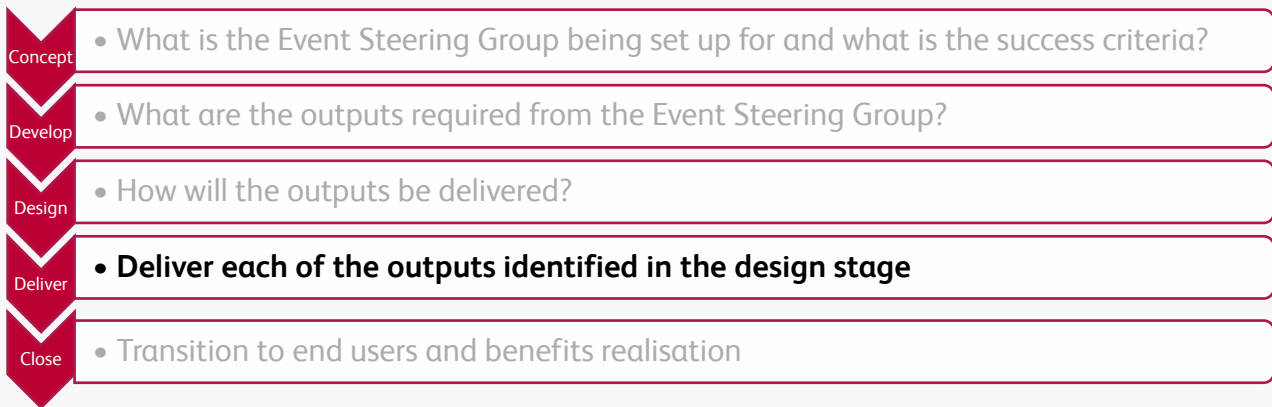 Concept
• What is the Event Steering Group being set up for and what is the success criteria?
Develop
• What are the outputs required from the Event Steering Group?
Design
• How will the outputs be delivered?
Deliver
• Deliver each of the outputs identified in the design stage
Close
• Transition to end users and benefits realisation